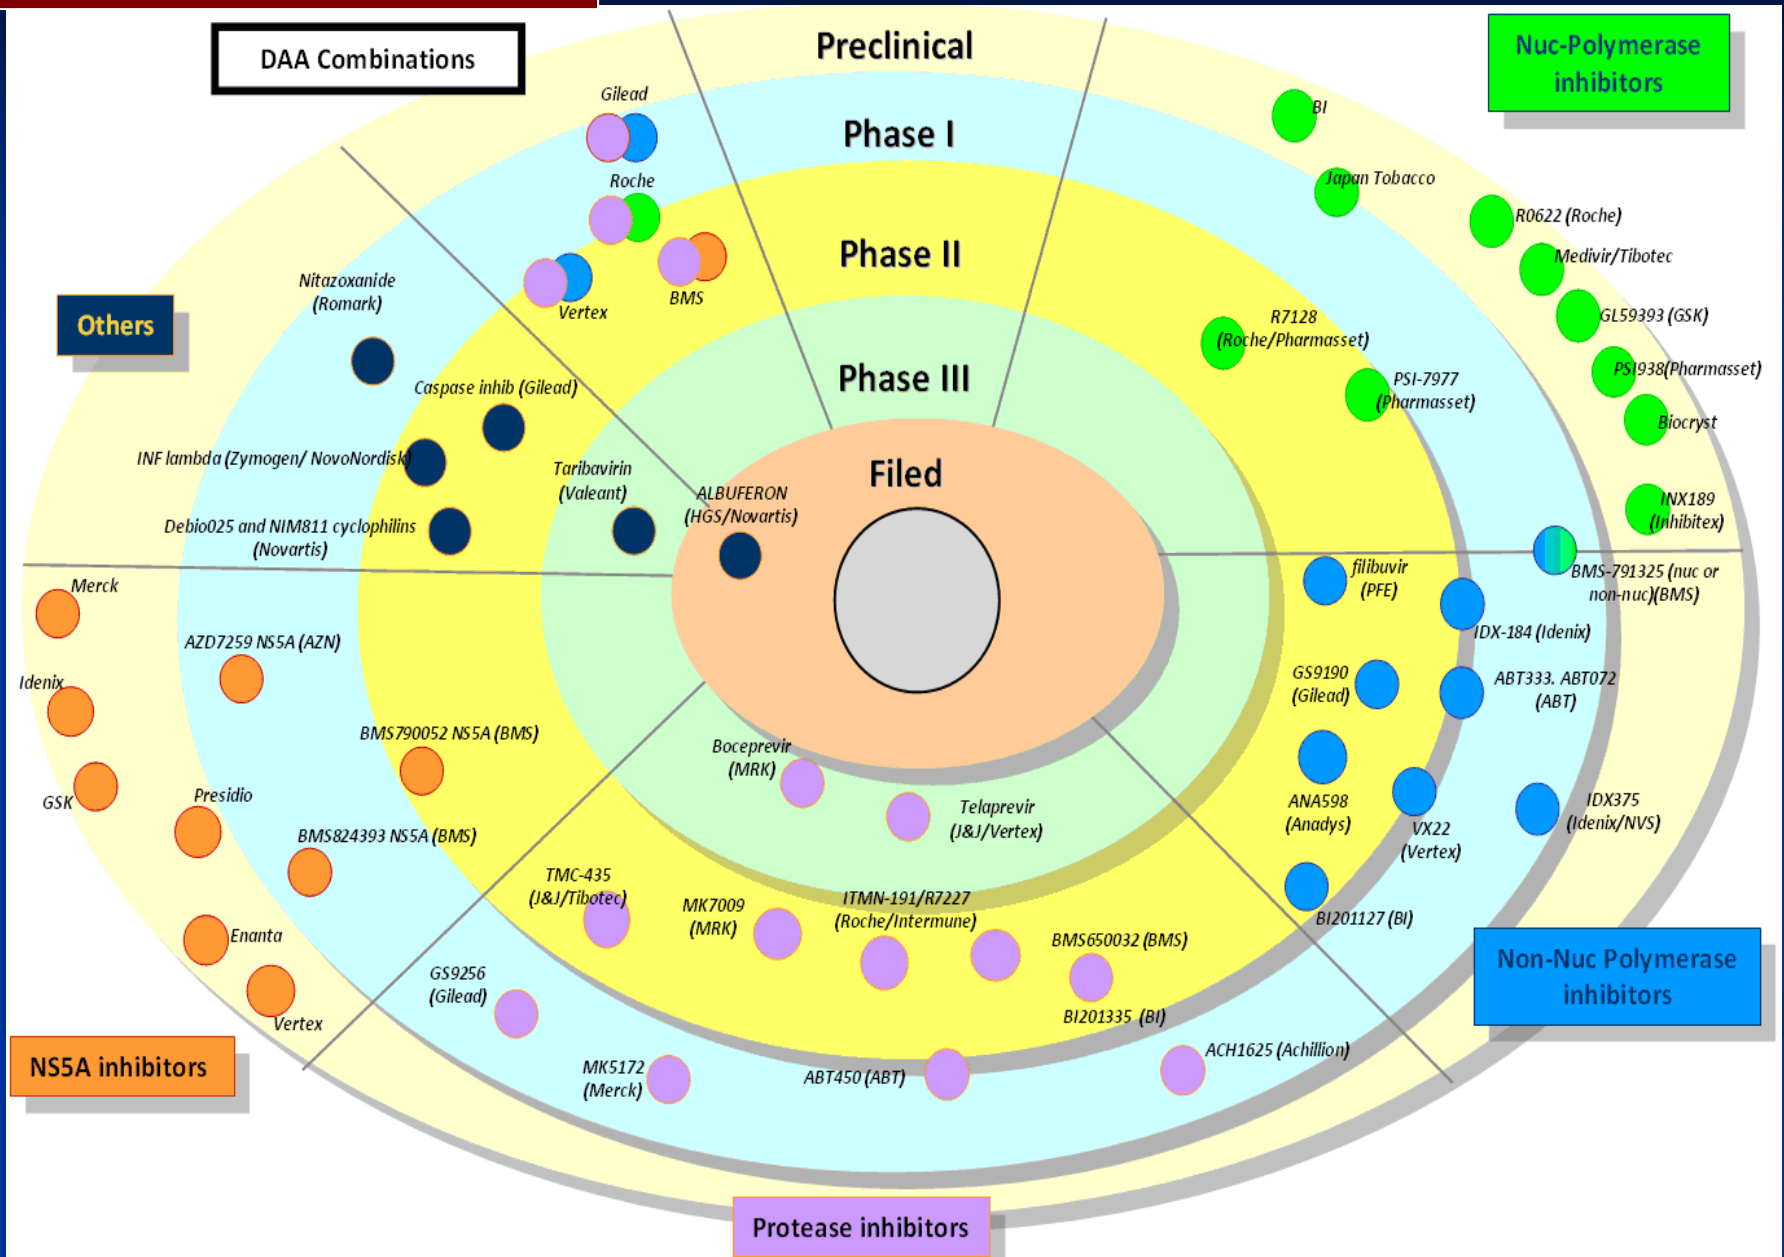 DAA Combinations
Preclinical
Phase I
Phase II
Phase III
Filed
Nuc-Polymerase
inhibitors
BI
Japan Tobacco
R0622 (Roche)
Medivir/Tibotec
GL59393 (GSK)
PSI938(Pharmasset)
Biocryst
INX189
(Inhibitex)
R7128
(Roche/Pharmasset)
PSI-7977
(Pharmasset)
BMS-791325 (nuc or
non-nuc)(BMS)
Gilead
Roche
Vertex
BMS
Others
Nitazoxanide
(Romark)
Caspase inhib (Gilead)
INF lambda (Zymogen/ NovoNordisk)
Debio025 and NIM811 cyclophilins
(Novartis)
Taribavirin
(Valeant)
ALBUFERON
(HGS/Novartis)
filibuvir
(PFE)
IDX-184 (Idenix)
GS9190
(Gilead)
ABT333. ABT072
(ABT)
ANA598
(Anadys)
VX22
(Vertex)
IDX375
(Idenix/NVS)
BI201127 (BI)
Non-Nuc Polymerase
inhibitors
Merck
AZD7259 NS5A (AZN)
Idenix
BMS790052 NS5A (BMS)
GSK
Presidio
BMS824393 NS5A (BMS)
Enanta
Vertex
NS5A inhibitors
Boceprevir
(MRK)
Telaprevir
(J&J/Vertex)
TMC-435
(J&J/Tibotec)
MK7009
(MRK)
ITMN-191/R7227
(Roche/Intermune)
BMS650032 (BMS)
BI201335 (BI)
GS9256
(Gilead)
MK5172
(Merck)
ABT450 (ABT)
ACH1625 (Achillion)
Protease inhibitors